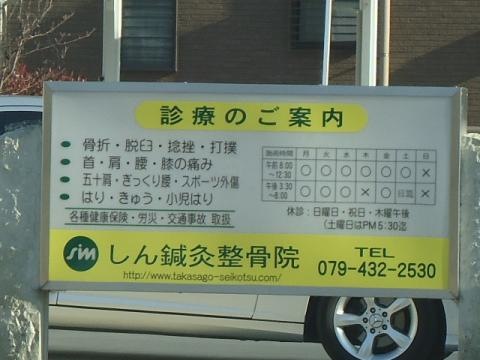 診療のご案内
骨折・脱臼・捻挫・打撲
首・肩・腰・膝の痛み
五十肩・ぎっくり腰・スポーツ外傷
はり・きゅう・小児はり
各種健康保険・労災・交通事故 取扱
施術時間 月 火 水 木 金 土 日
午前8:00～12:30 ○ ○ ○ ○ ○ ○ ×
午後3:30～8:00 ○ ○ ○ × ○ ×
休診:日曜日・祝日・木曜午後
(土曜日はPM5:30迄
sim しん鍼灸整骨院
http://www.takasago-seikotsu.com/
TEL
079-432-2530